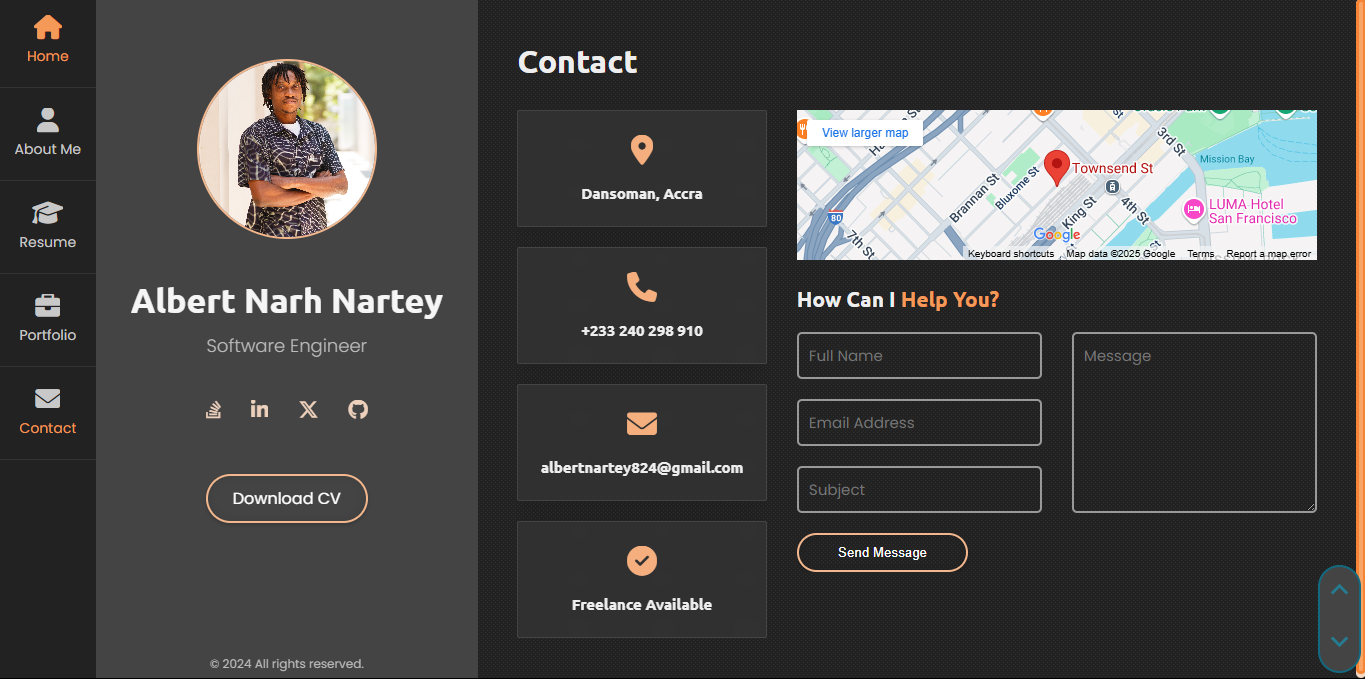 Home
About Me
Resume
Portfolio
Contact
Albert Narh Nartey
Software Engineer
Download CV
© 2024 All rights reserved.
Contact
Dansoman, Accra
+233 240 298 910
albertnartey824@gmail.com
Freelance Available
View larger map
3rd St
Mission Bay
Townsend St
Brannan St
Bluxome St
King St
4th St
LUMA Hotel
San Francisco
80
7th St
Google
Keyboard shortcuts
Map data ©2025 Google
Terms
Report a map error
How Can I Help You?
Full Name
Email Address
Subject
Message
Send Message